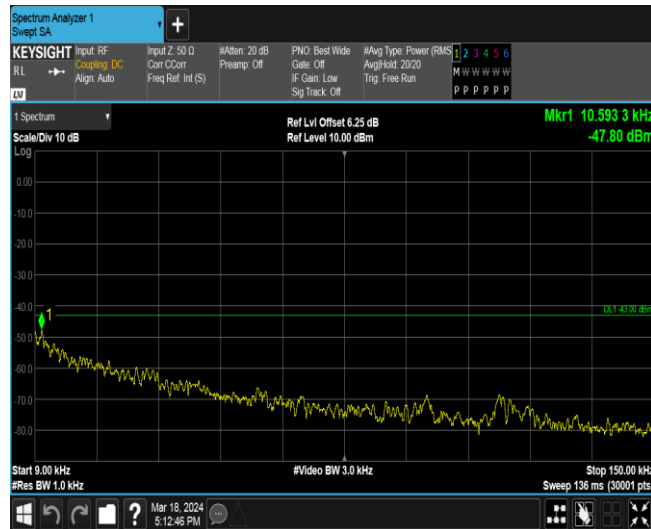 Spectrum Analyzer 1
Swept SA
+
KEYSIGHT
RL
LXI
Input: RF
Coupling: DC
Align: Auto
Input Z: 50 Ω
Corr CCorr
Freq Ref: Int (S)
#Atten: 20 dB
Preamp: Off
PNO: Best Wide
Gate: Off
IF Gain: Low
Sig Track: Off
#Avg Type: Power (RMS
Avg|Hold: 20/20
Trig: Free Run
1 2 3 4 5 6
M W W W W W
P P P P P P
1 Spectrum
Scale/Div 10 dB
Log
Ref Lvl Offset 6.25 dB
Ref Level 10.00 dBm
Mkr1 10.593 3 kHz
-47.80 dBm
0.00
-10.0
-20.0
-30.0
-40.0
1
DL1 -43.00 dBm
-50.0
-60.0
-70.0
-80.0
Start 9.00 kHz
#Video BW 3.0 kHz
Stop 150.00 kHz
#Res BW 1.0 kHz
Sweep 136 ms (30001 pts
?
Mar 18, 2024
5:12:46 PM